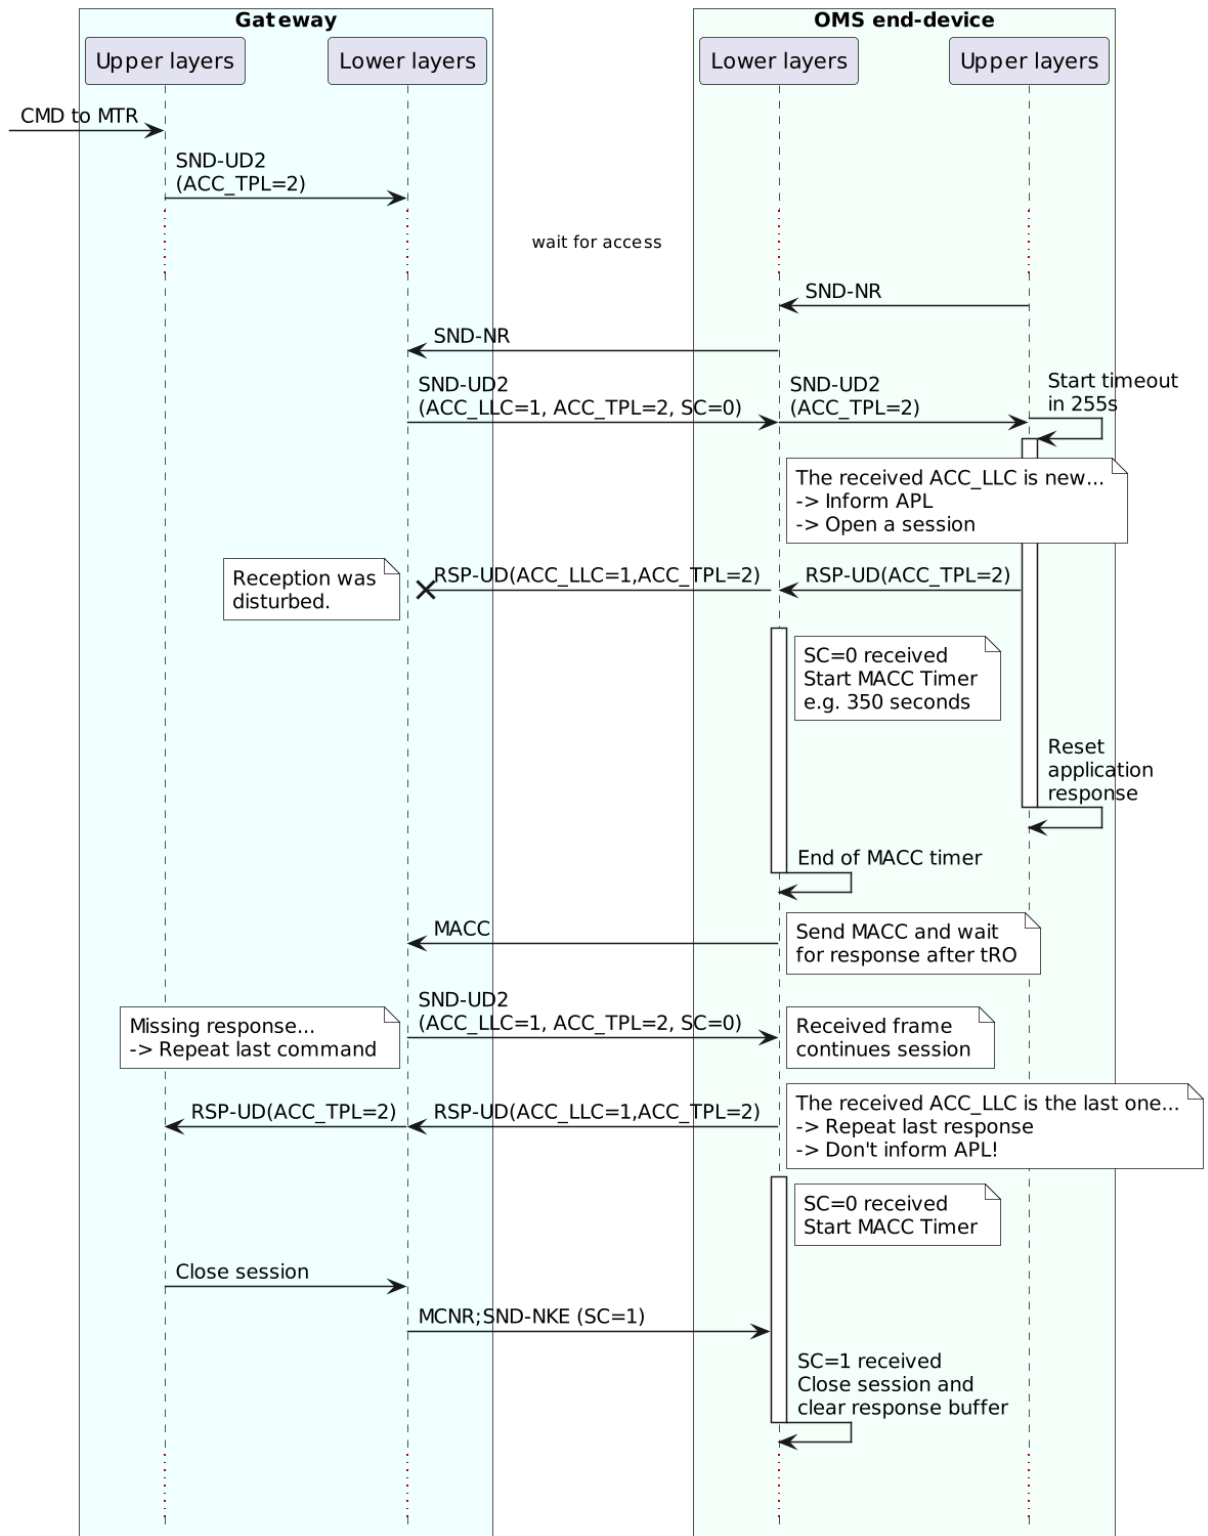 Gateway
OMS end-device
Upper layers
Lower layers
Lower layers
Upper layers
CMD to MTR
SND-UD2
(ACC_TPL=2)
wait for access
SND-NR
SND-NR
SND-UD2
(ACC_LLC=1, ACC_TPL=2, SC=0)
SND-UD2
(ACC_TPL=2)
Start timeout
in 255s
The received ACC_LLC is new...
-> Inform APL
-> Open a session
Reception was
disturbed.
RSP-UD(ACC_LLC=1,ACC_TPL=2)
RSP-UD(ACC_TPL=2)
SC=0 received
Start MACC Timer
e.g. 350 seconds
Reset
application
response
End of MACC timer
MACC
Send MACC and wait
for response after tRO
Missing response...
-> Repeat last command
SND-UD2
(ACC_LLC=1, ACC_TPL=2, SC=0)
Received frame
continues session
RSP-UD(ACC_TPL=2)
RSP-UD(ACC_LLC=1,ACC_TPL=2)
The received ACC_LLC is the last one...
-> Repeat last response
-> Don't inform APL!
SC=0 received
Start MACC Timer
Close session
MCNR;SND-NKE (SC=1)
SC=1 received
Close session and
clear response buffer